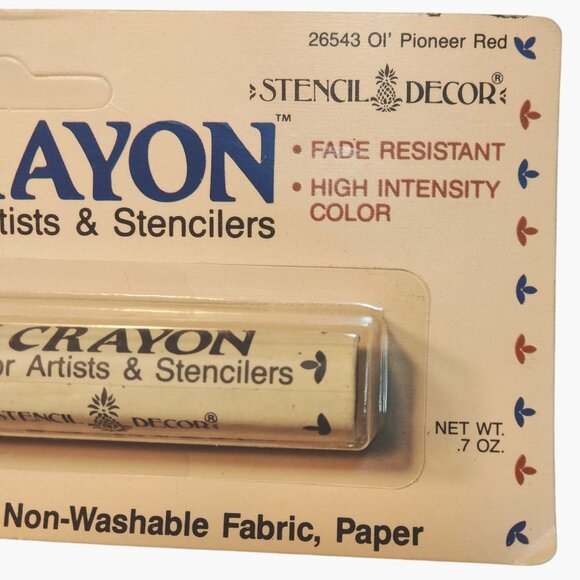 26543 Ol' Pioneer Red
STENCIL DECOR®
RAYON™
• FADE RESISTANT
• HIGH INTENSITY
COLOR
tists & Stencilers
CRAYON
or Artists & Stencilers
STENCIL DECOR®
NET WT.
.7 OZ.
Non-Washable Fabric, Paper